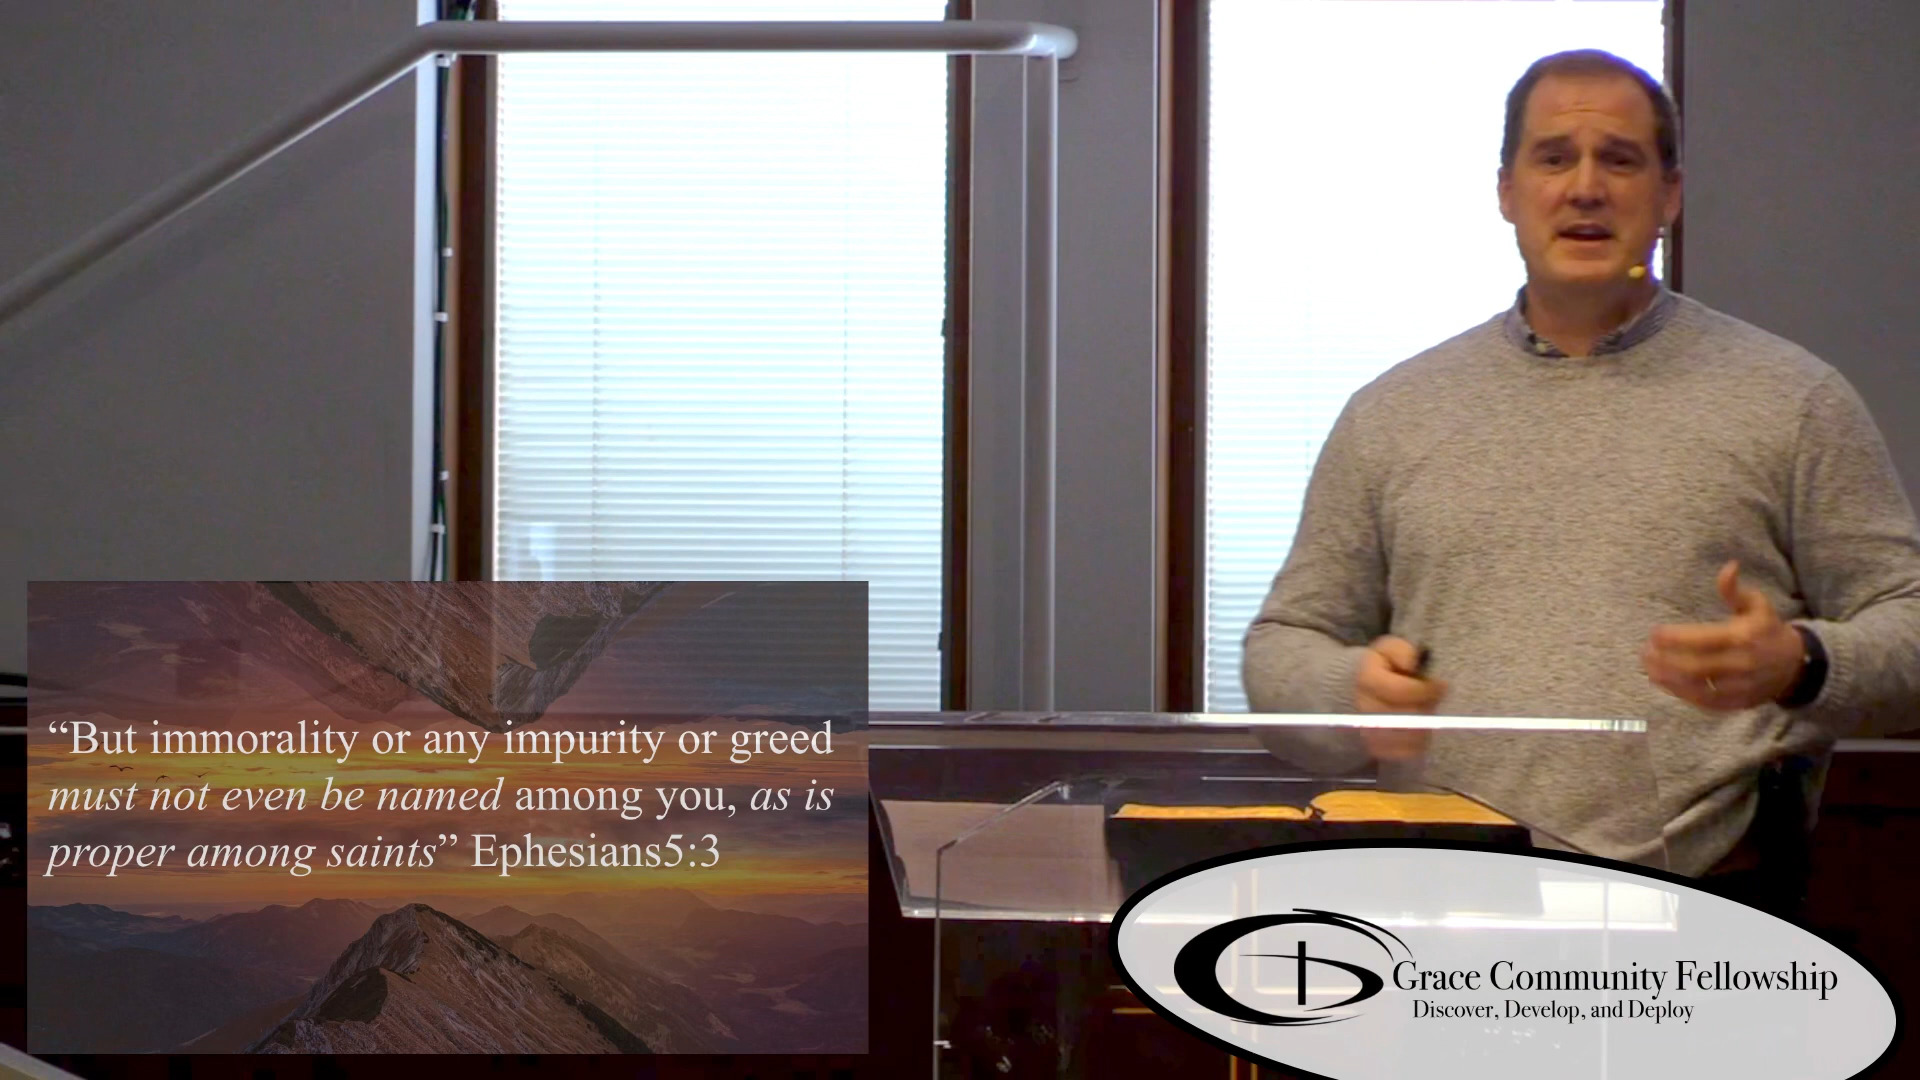 “But immorality or any impurity or greed
must not even be named among you, as is
proper among saints” Ephesians5:3
Grace Community Fellowship
Discover, Develop, and Deploy